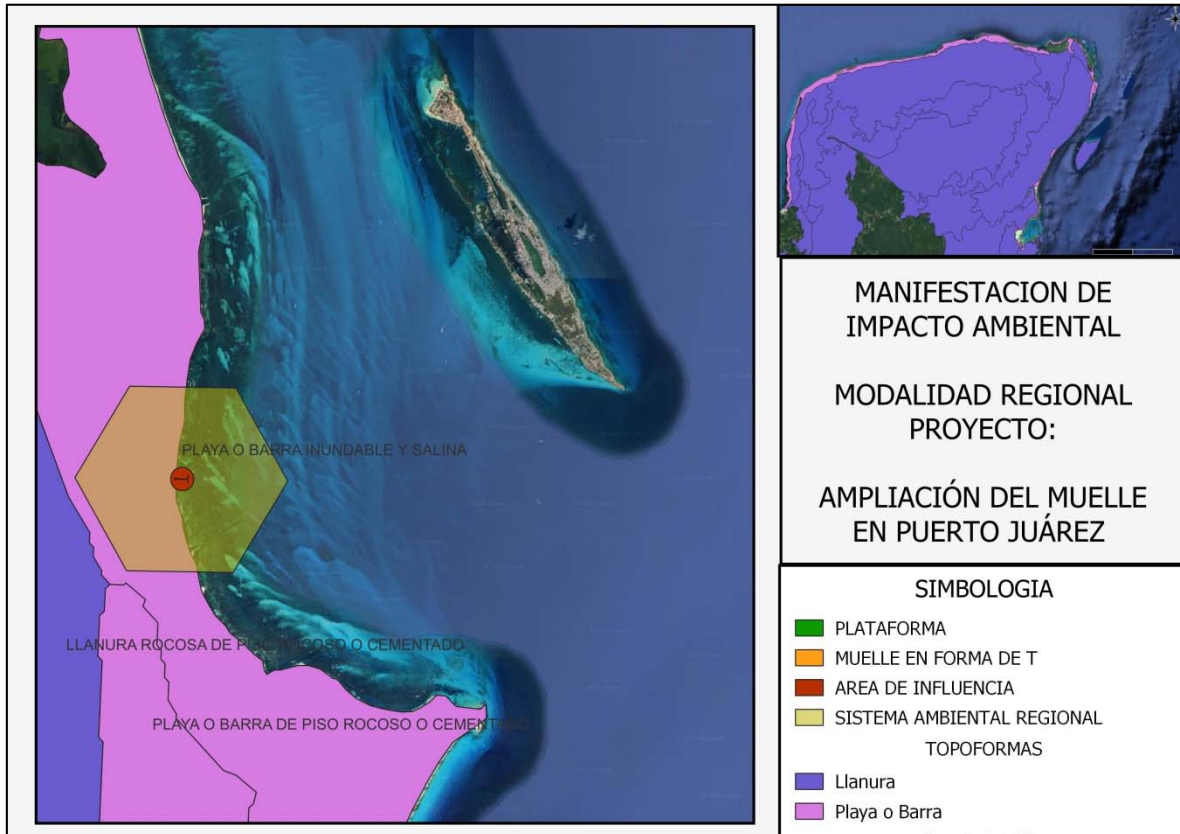 PLAYA O BARRA INUNDABLE Y SALINA
LLANURA ROCOSA DE PISO ROCOSO O CEMENTADO
PLAYA O BARRA DE PISO ROCOSO O CEMENTADO
MANIFESTACION DE
IMPACTO AMBIENTAL
MODALIDAD REGIONAL
PROYECTO:
AMPLIACIÓN DEL MUELLE
EN PUERTO JUÁREZ
SIMBOLOGIA
PLATAFORMA
MUELLE EN FORMA DE T
AREA DE INFLUENCIA
SISTEMA AMBIENTAL REGIONAL
TOPOFORMAS
Llanura
Playa o Barra